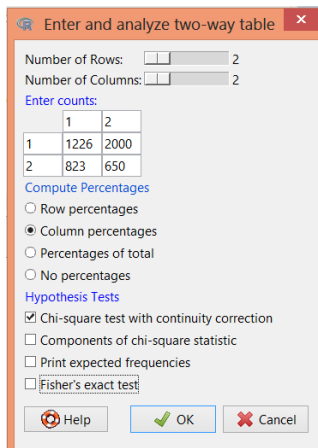 Enter and analyze two-way table
Number of Rows: 2
Number of Columns: 2
Enter counts:
1 2
1 1226 2000
2 823 650
Compute Percentages
Row percentages
Column percentages
Percentages of total
No percentages
Hypothesis Tests
Chi-square test with continuity correction
Components of chi-square statistic
Print expected frequencies
Fisher's exact test
Help OK Cancel